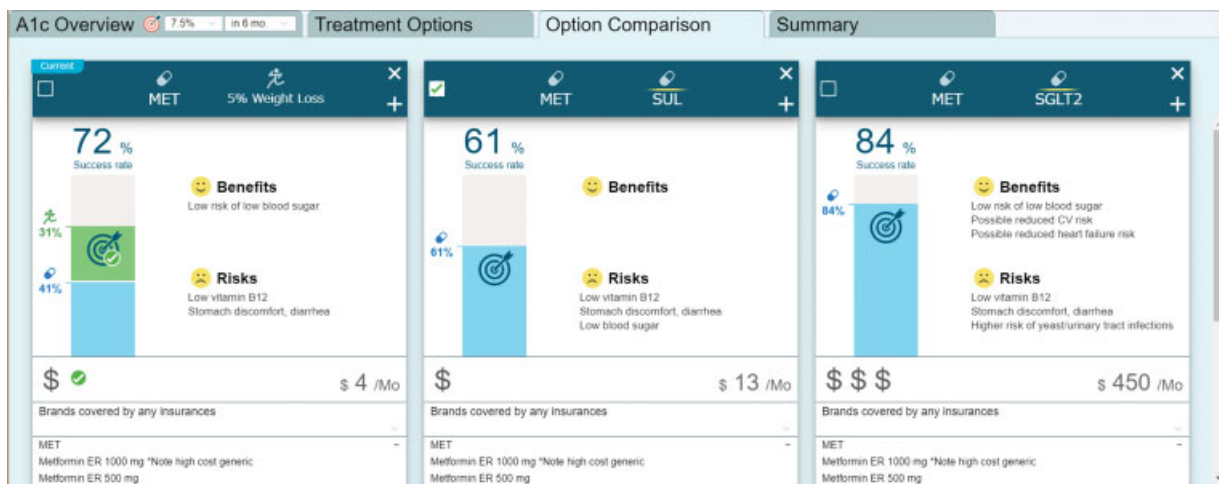 A1c Overview 7.5% in 6 mo. Treatment Options Option Comparison Summary
Current
MET 5% Weight Loss
72 %
Success rate
Benefits
Low risk of low blood sugar
31%
41%
Risks
Low vitamin B12
Stomach discomfort, diarrhea
$ $ 4 /Mo
Brands covered by any insurances
MET
Metformin ER 1000 mg *Note high cost generic
Metformin ER 500 mg
MET SUL
61 %
Success rate
Benefits
61%
Risks
Low vitamin B12
Stomach discomfort, diarrhea
Low blood sugar
$ $ 13 /Mo
Brands covered by any insurances
MET
Metformin ER 1000 mg *Note high cost generic
Metformin ER 500 mg
MET SGLT2
84 %
Success rate
Benefits
84%
Low risk of low blood sugar
Possible reduced CV risk
Possible reduced heart failure risk
Risks
Low vitamin B12
Stomach discomfort, diarrhea
Higher risk of yeast/urinary tract infections
$ $ $ $ 450 /Mo
Brands covered by any insurances
MET
Metformin ER 1000 mg *Note high cost generic
Metformin ER 500 mg